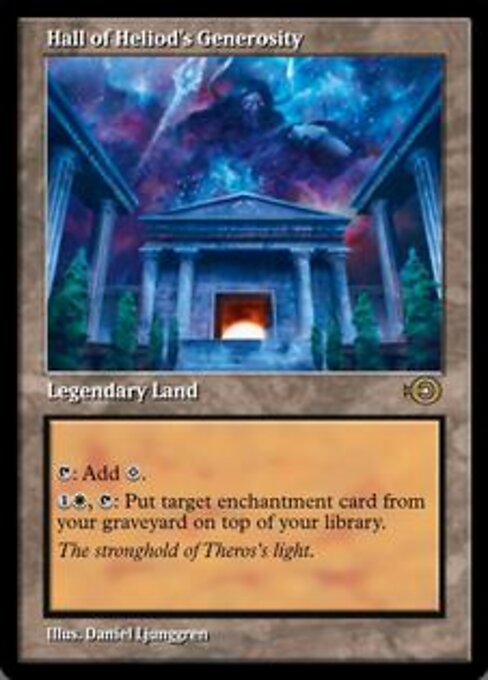 Hall of Heliod's Generosity
Legendary Land
: Add .
1, : Put target enchantment card from
your graveyard on top of your library.
The stronghold of Theros's light.
Illus. Daniel Ljunggren